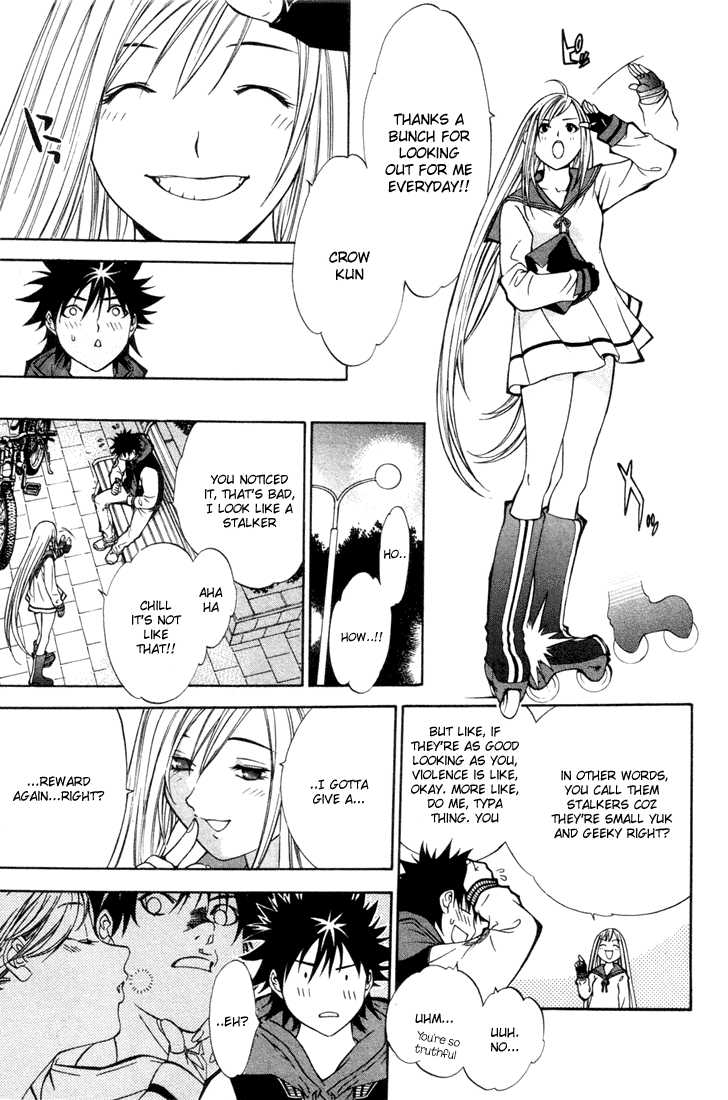 ピ
THANKS A
BUNCH FOR
LOOKING
OUT FOR ME
EVERYDAY!!
CROW
KUN
HO..
HOW..!!
YOU NOTICED
IT, THAT'S BAD,
I LOOK LIKE A
STALKER
AHA
HA
CHILL
IT'S NOT
LIKE
THAT!!
IN OTHER WORDS,
YOU CALL THEM
STALKERS COZ
THEY'RE SMALL YUK
AND GEEKY RIGHT?
BUT LIKE, IF
THEY'RE AS GOOD
LOOKING AS YOU,
VIOLENCE IS LIKE,
OKAY. MORE LIKE,
DO ME, TYPA
THING. YOU
UUH.
NO...
UHM...
You're so
truthful
..I GOTTA
GIVE A...
...REWARD
AGAIN...RIGHT?
..EH?